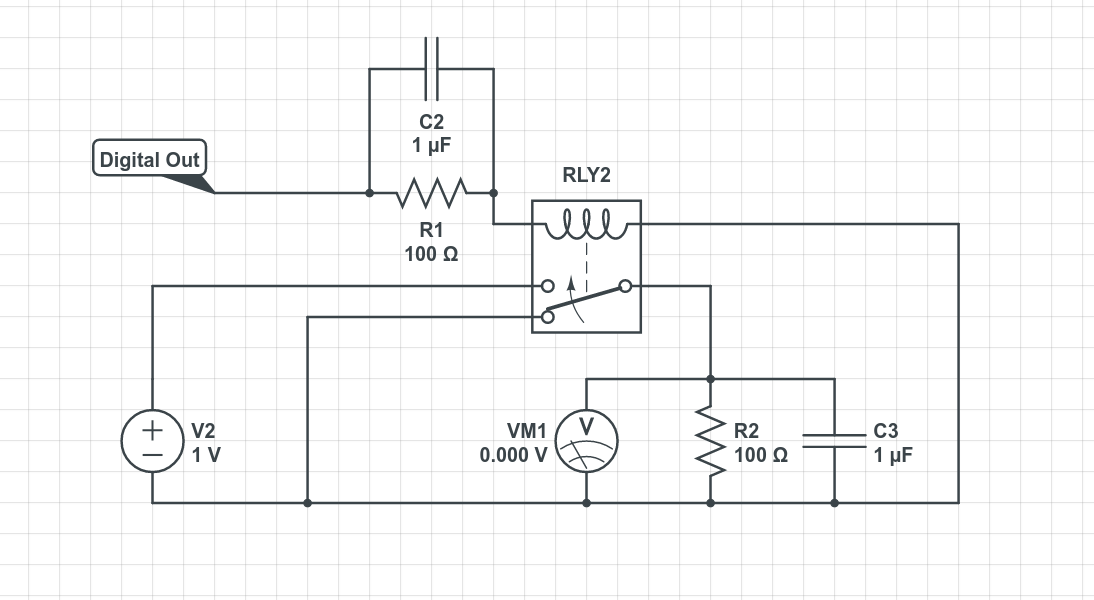 C2
1 µF
Digital Out
RLY2
R1
100 Ω
V2
1 V
VM1
0.000 V
V
R2
100 Ω
C3
1 µF